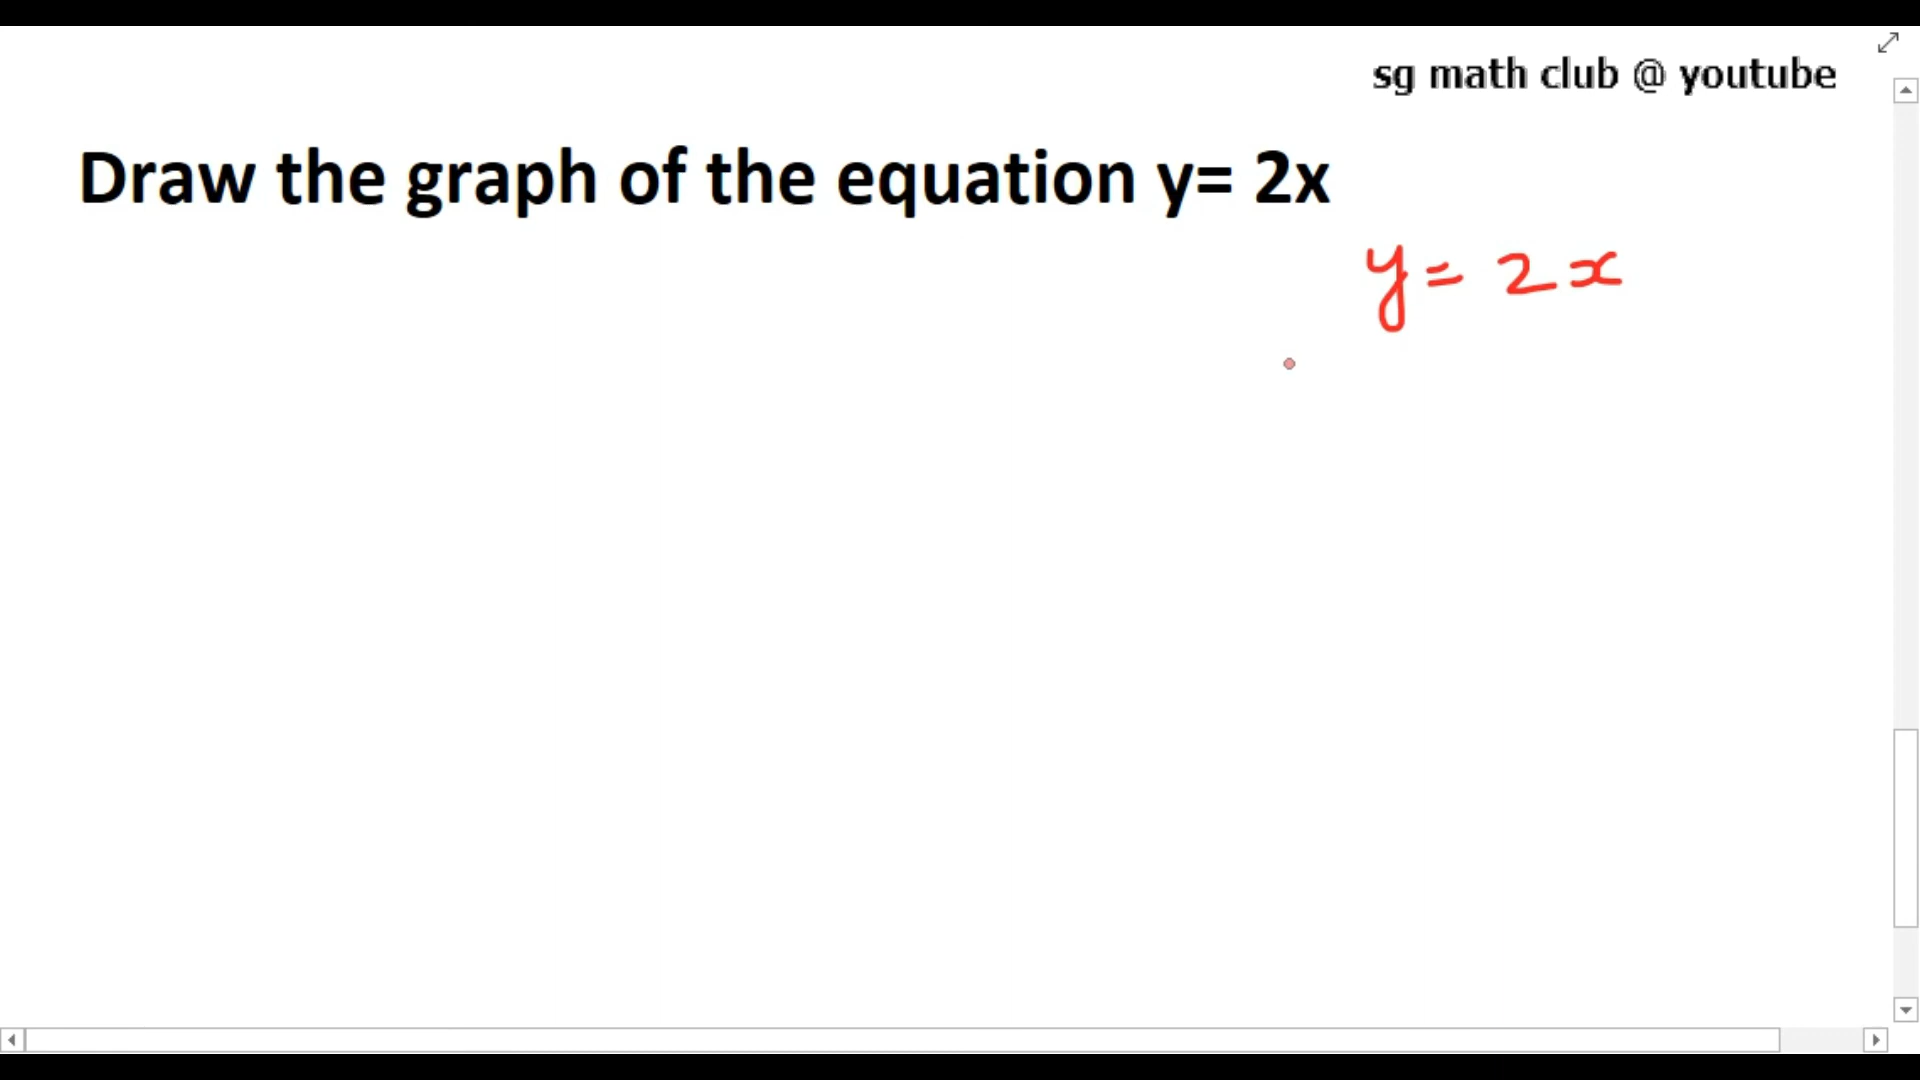 sg math club @ youtube
Draw the graph of the equation y= 2x
y = 2x